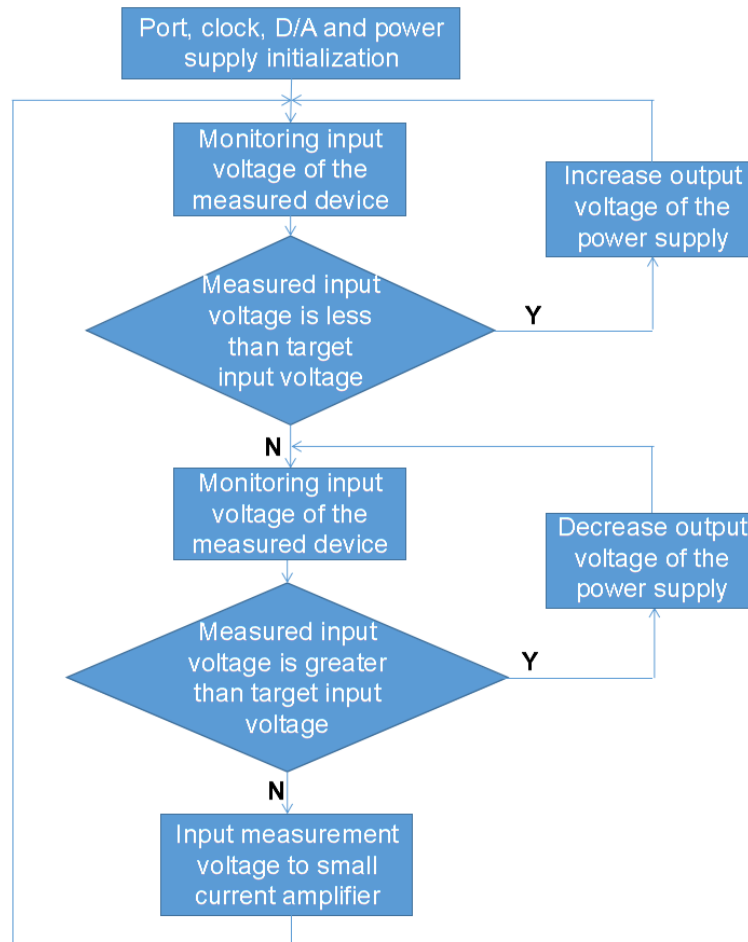 Port, clock, D/A and power
supply initialization
Monitoring input
voltage of the
measured device
Increase output
voltage of the
power supply
Measured input
voltage is less
than target
input voltage
Y
N
Monitoring input
voltage of the
measured device
Decrease output
voltage of the
power supply
Measured input
voltage is greater
than target input
voltage
Y
N
Input measurement
voltage to small
current amplifier